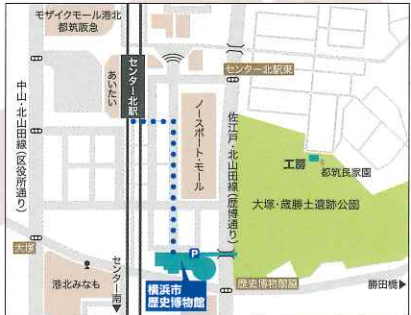 モザイクモール港北
都筑阪急
センター北駅
あいたい
センター北駅東
中山・北山田線(区役所通り)
ノースポート・モール
佐江戸・北山田線(歴博通り)
工房
都筑民家園
大塚・歳勝土遺跡公園
大塚
P
港北みなも
センター南▼
横浜市
歴史博物館
歴史博物館脇
勝田橋▶